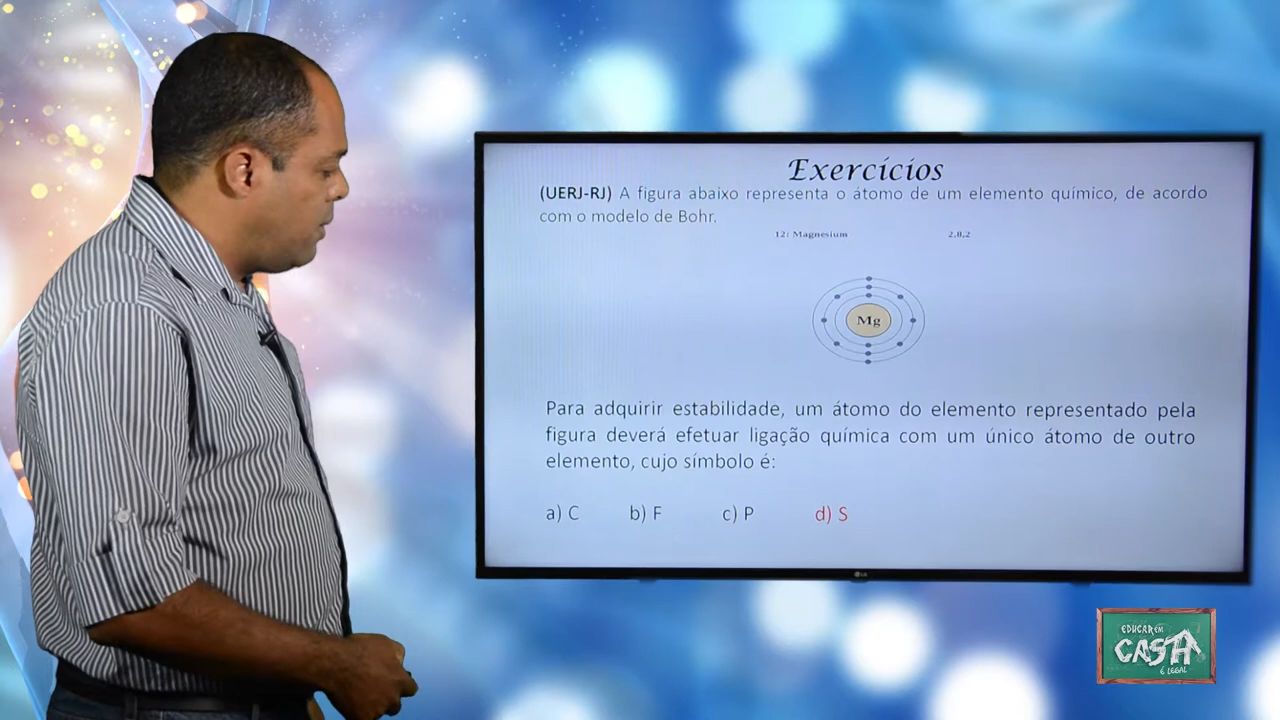 Exercícios
(UERJ-RJ) A figura abaixo representa o átomo de um elemento químico, de acordo
com o modelo de Bohr.
12: Magnesium 2,8,2
Mg
Para adquirir estabilidade, um átomo do elemento representado pela
figura deverá efetuar ligação química com um único átomo de outro
elemento, cujo símbolo é:
a) C b) F c) P d) S
LG
EDUCAR EM
CASA
É LEGAL